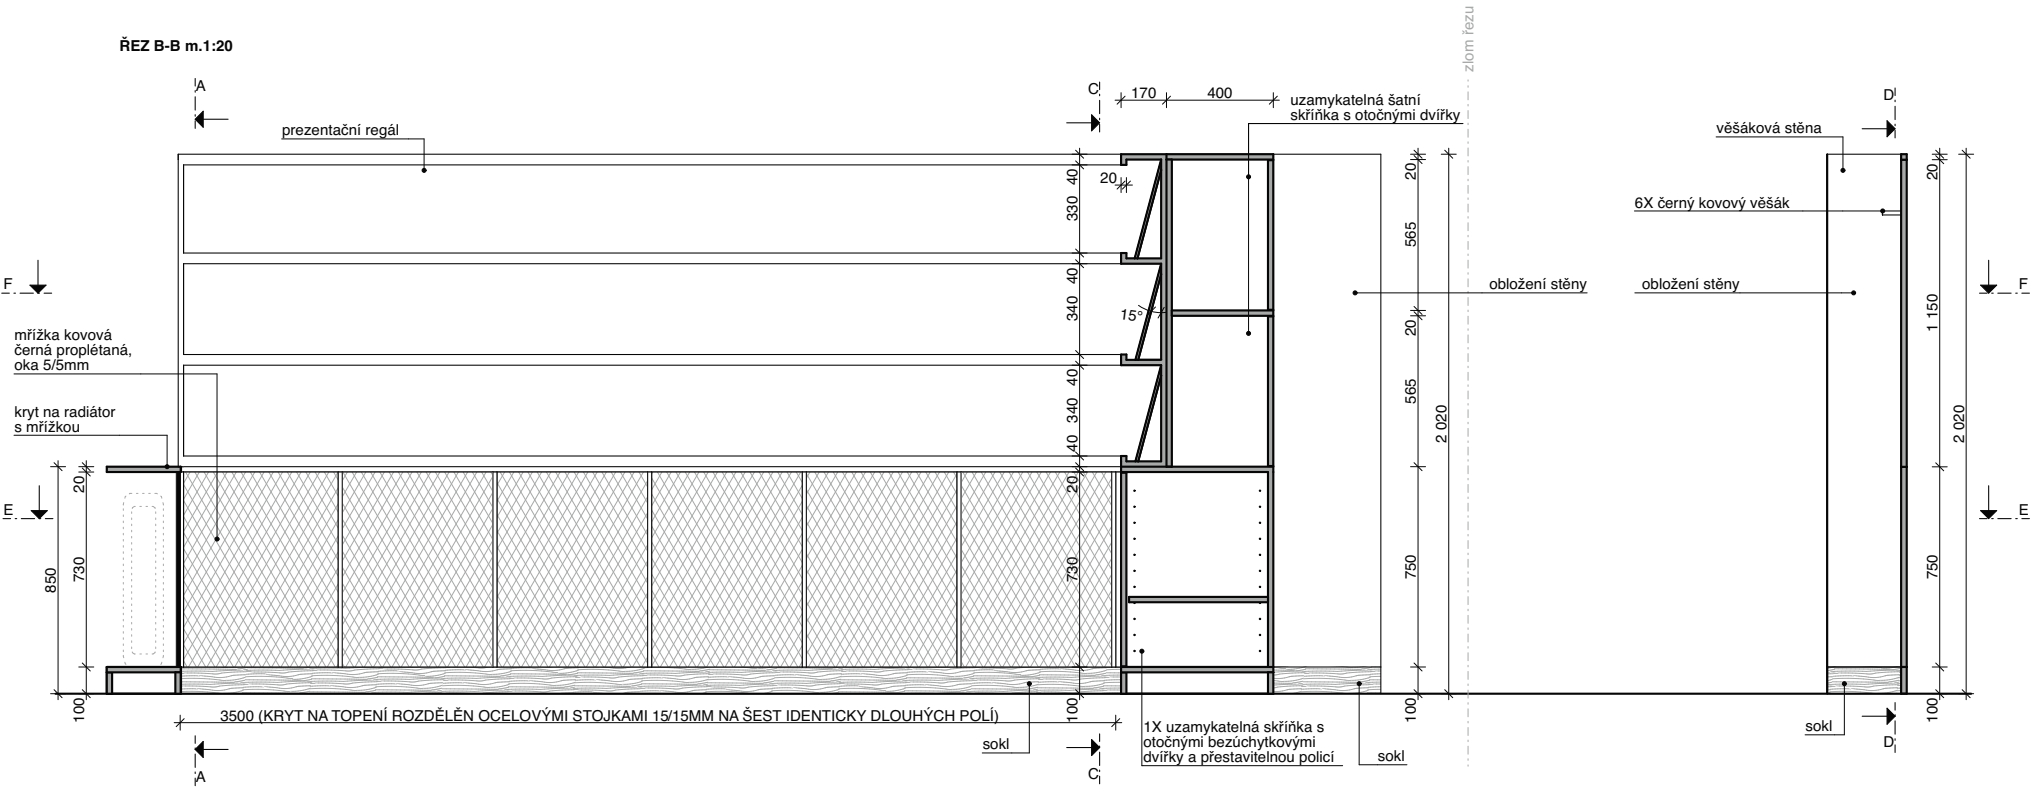 ŘEZ B-B m.1:20
zlom řezu
A
C
D
170
400
uzamykatelná šatní
skříňka s otočnými dvířky
prezentační regál
věšáková stěna
40
20
20
20
330
6X černý kovový věšák
565
F
40
obložení stěny
obložení stěny
F
340
15°
20
1 150
mřížka kovová
černá proplétaná,
oka 5/5mm
40
565
kryt na radiátor
s mřížkou
340
2 020
2 020
40
20
20
E
E
850
730
730
750
750
100
3500 (KRYT NA TOPENÍ ROZDĚLĚN OCELOVÝMI STOJKAMI 15/15MM NA ŠEST IDENTICKY DLOUHÝCH POLÍ)
100
100
100
1X uzamykatelná skříňka s
otočnými bezúchytkovými
dvířky a přestavitelnou policí
sokl
sokl
sokl
A
C
D